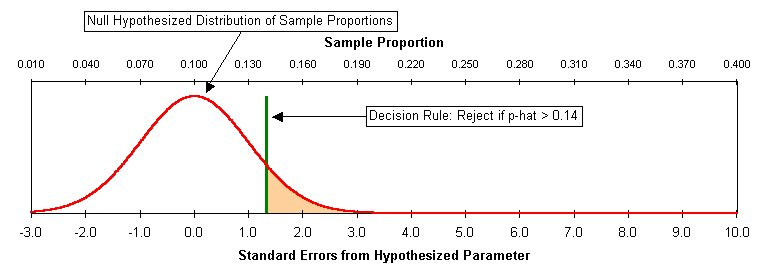 Null Hypothesized Distribution of Sample Proportions
Sample Proportion
0.010 0.040 0.070 0.100 0.130 0.160 0.190 0.220 0.250 0.280 0.310 0.340 0.370 0.400
Decision Rule: Reject if p-hat > 0.14
-3.0 -2.0 -1.0 0.0 1.0 2.0 3.0 4.0 5.0 6.0 7.0 8.0 9.0 10.0
Standard Errors from Hypothesized Parameter